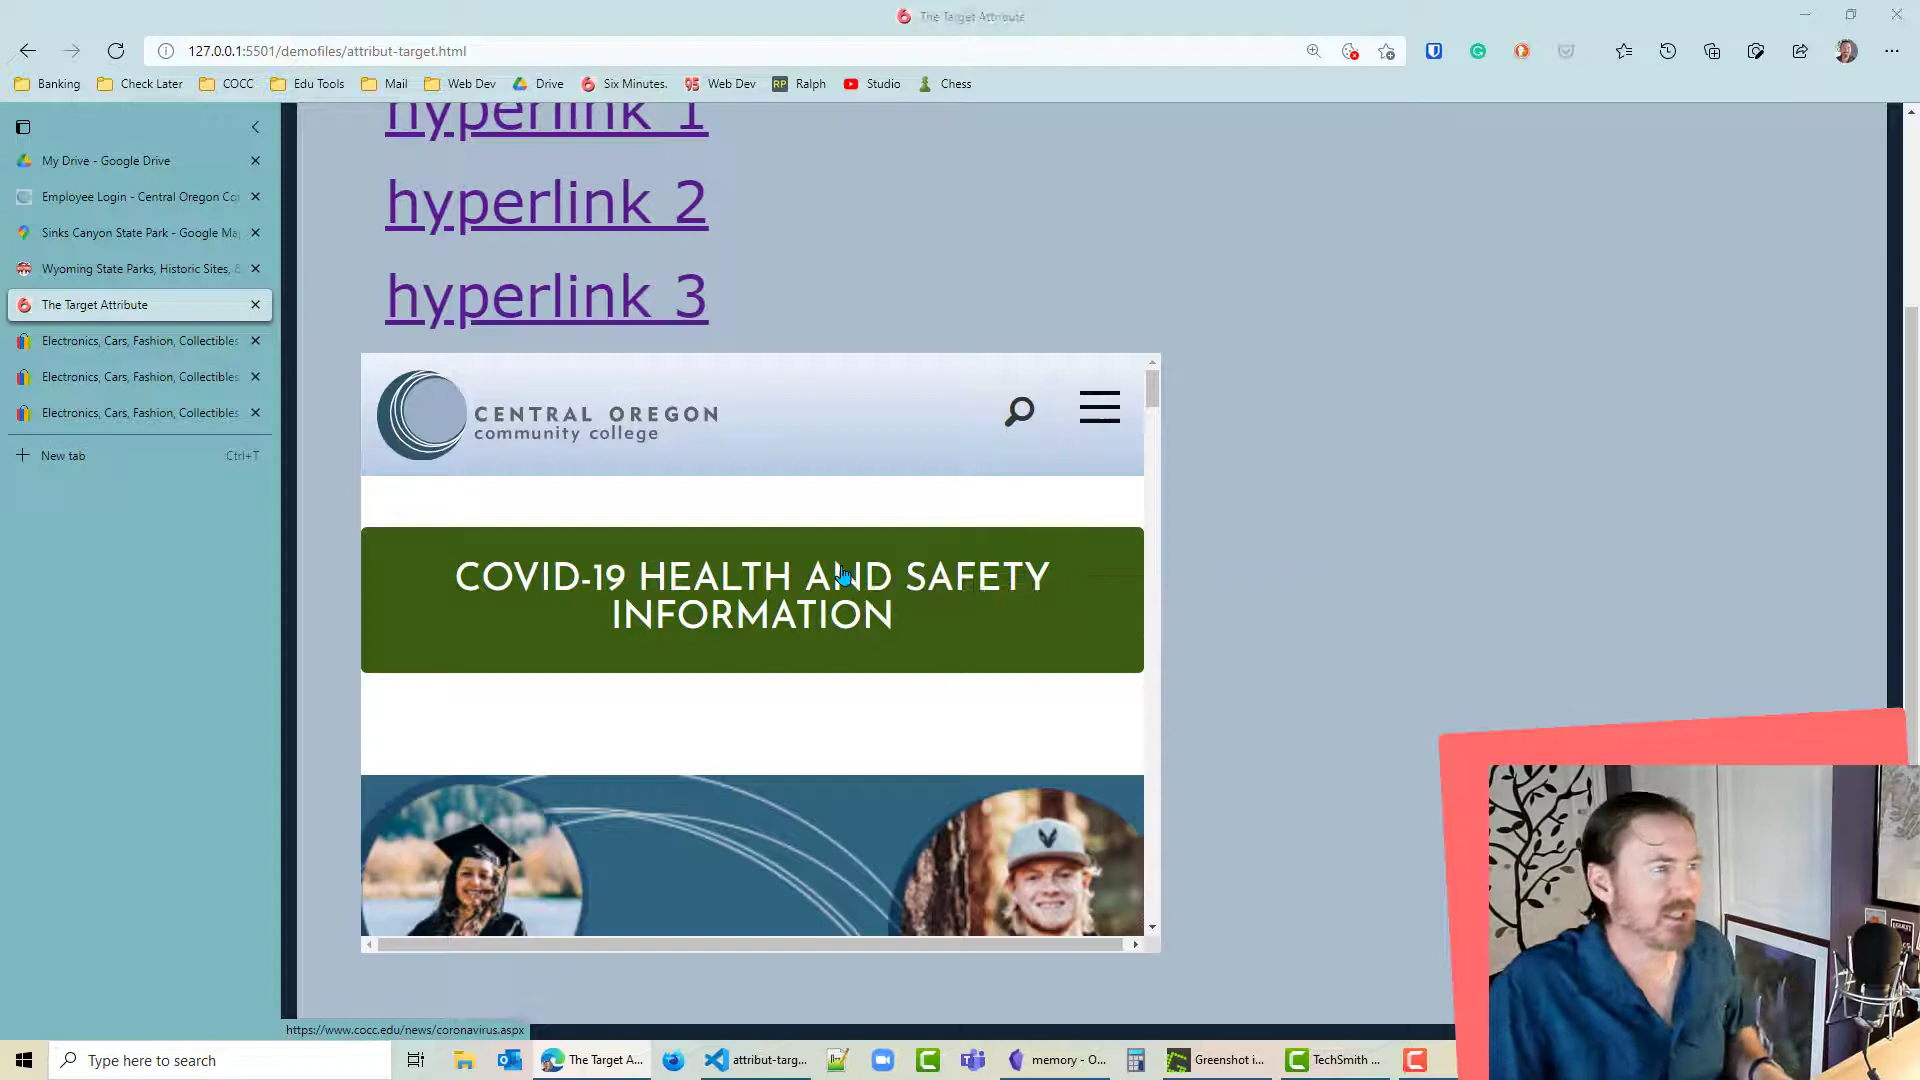 The Target Attribute
127.0.0.1:5501/demofiles/attribut-target.html
Banking
Check Later
COCC
Edu Tools
Mail
Web Dev
Drive
Six Minutes.
95 Web Dev
RP Ralph
Studio
Chess
My Drive - Google Drive
Employee Login - Central Oregon Co
Sinks Canyon State Park - Google Ma
Wyoming State Parks, Historic Sites, &
The Target Attribute
Electronics, Cars, Fashion, Collectibles
Electronics, Cars, Fashion, Collectibles
Electronics, Cars, Fashion, Collectibles
New tab Ctrl+T
hyperlink 1
hyperlink 2
hyperlink 3
CENTRAL OREGON
community college
COVID-19 HEALTH AND SAFETY
INFORMATION
https://www.cocc.edu/news/coronavirus.aspx
Type here to search
The Target A...
attribut-targ...
memory - O...
Greenshot i...
TechSmith ...